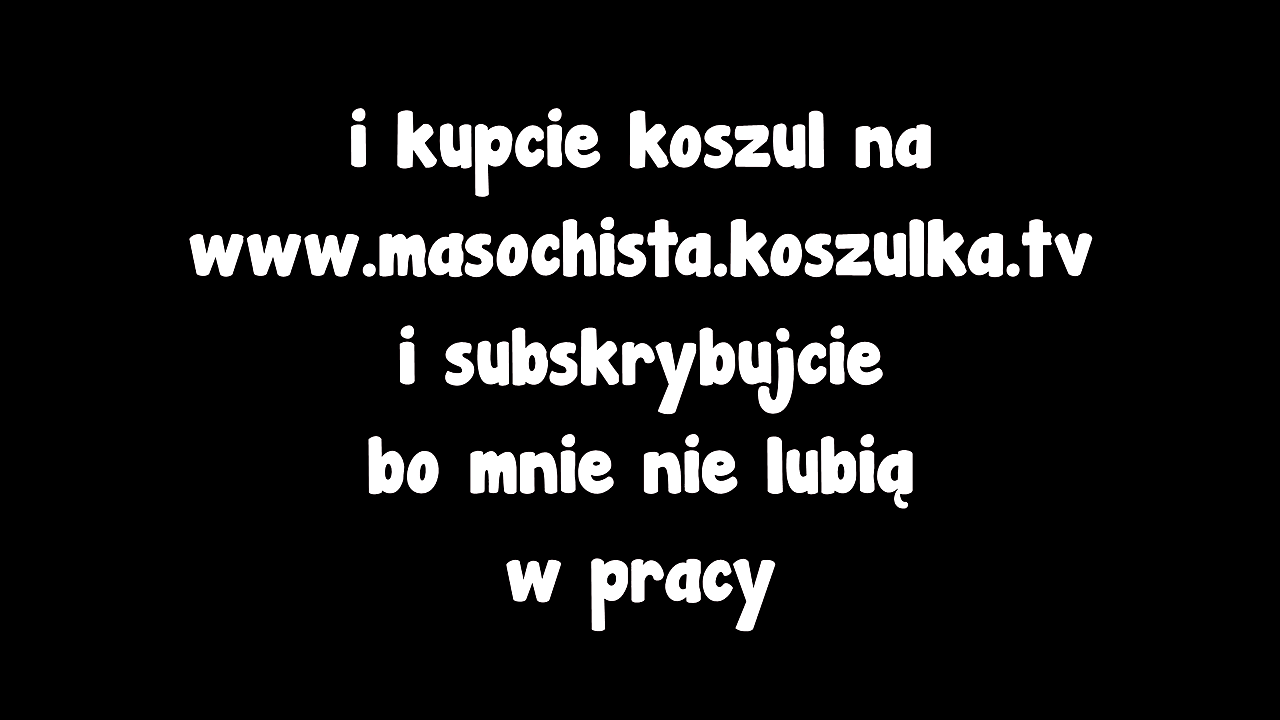 i kupcie koszul na
www.masochista.koszulka.tv
i subskrybujcie
bo mnie nie lubią
w pracy